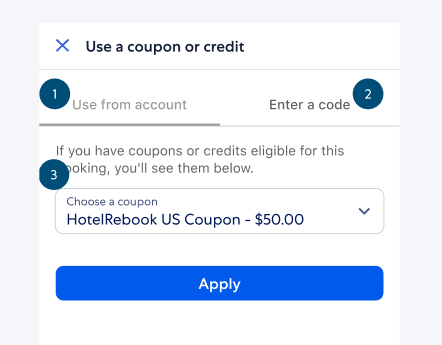 Use a coupon or credit
1
2
Use from account
Enter a code
If you have coupons or credits eligible for this
3
ooking, you'll see them below.
Choose a coupon
HotelRebook US Coupon - $50.00
Apply